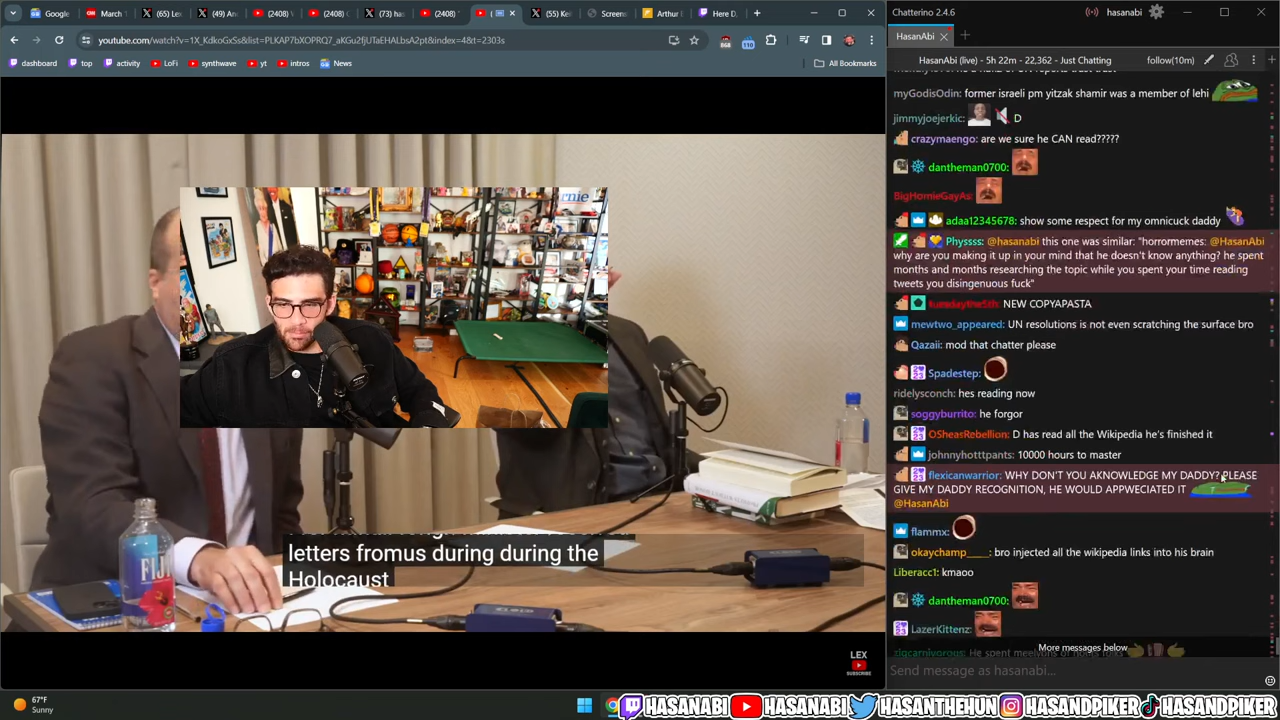 Google
March 1
(65) Le
(49) An
(2408) V
(2408) C
(73) ha
(2408)
(55) Kei
Screen
Arthur
Here D.
youtube.com/watch?v=1X_KdkoGxSs&list=PLKAP7bXOPRQ7_aKGu2fjUTaEHALbsA2pt&index=4&t=2303s
868
110
dashboard
top
activity
LoFi
synthwave
yt
intros
News
All Bookmarks
letters fromus during during the
Holocaust
FIJI
LEX
SUBSCRIBE
Chatterino 2.4.6
hasanabi
HasanAbi
HasanAbi (live) - 5h 22m - 22,362 - Just Chatting
follow(10m)
myGodisOdin: former israeli pm yitzak shamir was a member of lehi
jimmyjoejerkic: D
crazymaengo: are we sure he CAN read?????
dantheman0700:
BigHornieGayAs:
adaa12345678: show some respect for my omnicuck daddy
Physsss: @hasanabi this one was similar: "horrormemes: @HasanAbi
why are you making it up in your mind that he doesn't know anything? he spent
months and months researching the topic while you spent your time reading
tweets you disingenuous fuck"
tuesdaythe5th: NEW COPYAPASTA
mewtwo_appeared: UN resolutions is not even scratching the surface bro
Qazaii: mod that chatter please
Spadestep:
ridelysconch: hes reading now
soggyburrito: he forgor
OSheasRebellion: D has read all the Wikipedia he's finished it
johnnyhotttpants: 10000 hours to master
flexicanwarrior: WHY DON'T YOU AKNOWLEDGE MY DADDY? PLEASE
GIVE MY DADDY RECOGNITION, HE WOULD APPWECIATED IT
@HasanAbi
flammx:
okaychamp____: bro injected all the wikipedia links into his brain
Liberacc1: kmaoo
dantheman0700:
LazerKittenz:
More messages below
Send message as hasanabi...
67°F
Sunny
HASANABI
HASANABI
HASANTHEHUN
HASANDPIKER
HASANDPIKER